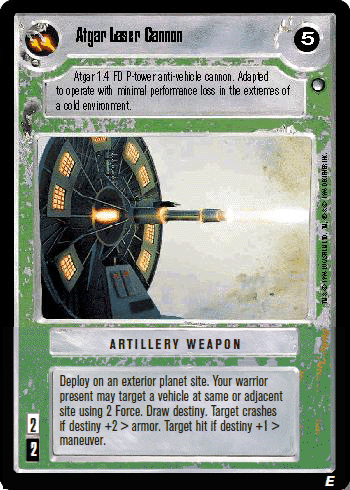 Atgar Laser Cannon
5
Atgar 1.4 FD P-tower anti-vehicle cannon. Adapted
to operate with minimal performance loss in the extremes of
a cold environment.
ARTILLERY WEAPON
Deploy on an exterior planet site. Your warrior
present may target a vehicle at same or adjacent
site using 2 Force. Draw destiny. Target crashes
if destiny +2 > armor. Target hit if destiny +1 >
maneuver.
2
2
E